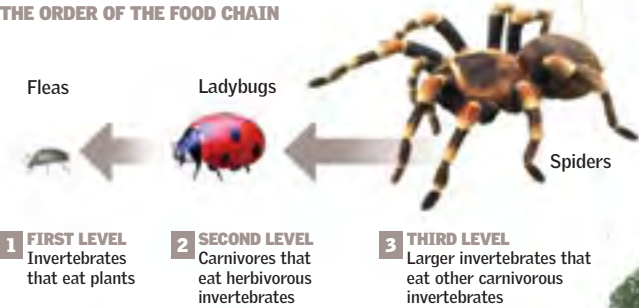 THE ORDER OF THE FOOD CHAIN
Fleas
Ladybugs
Spiders
1 FIRST LEVEL
Invertebrates
that eat plants
2 SECOND LEVEL
Carnivores that
eat herbivorous
invertebrates
3 THIRD LEVEL
Larger invertebrates that
eat other carnivorous
invertebrates